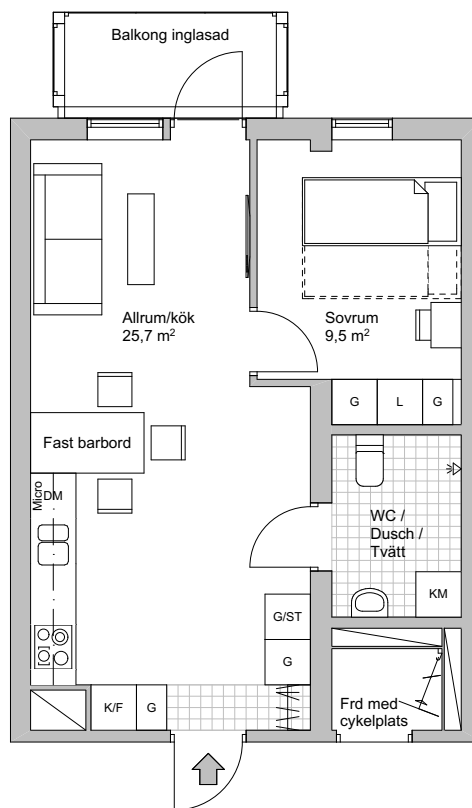 Balkong inglasad
Allrum/kök
25,7 m²
Sovrum
9,5 m²
G
L
G
Fast barbord
Micro
DM
WC /
Dusch /
Tvätt
KM
G/ST
G
K/F
G
Frd med
cykelplats